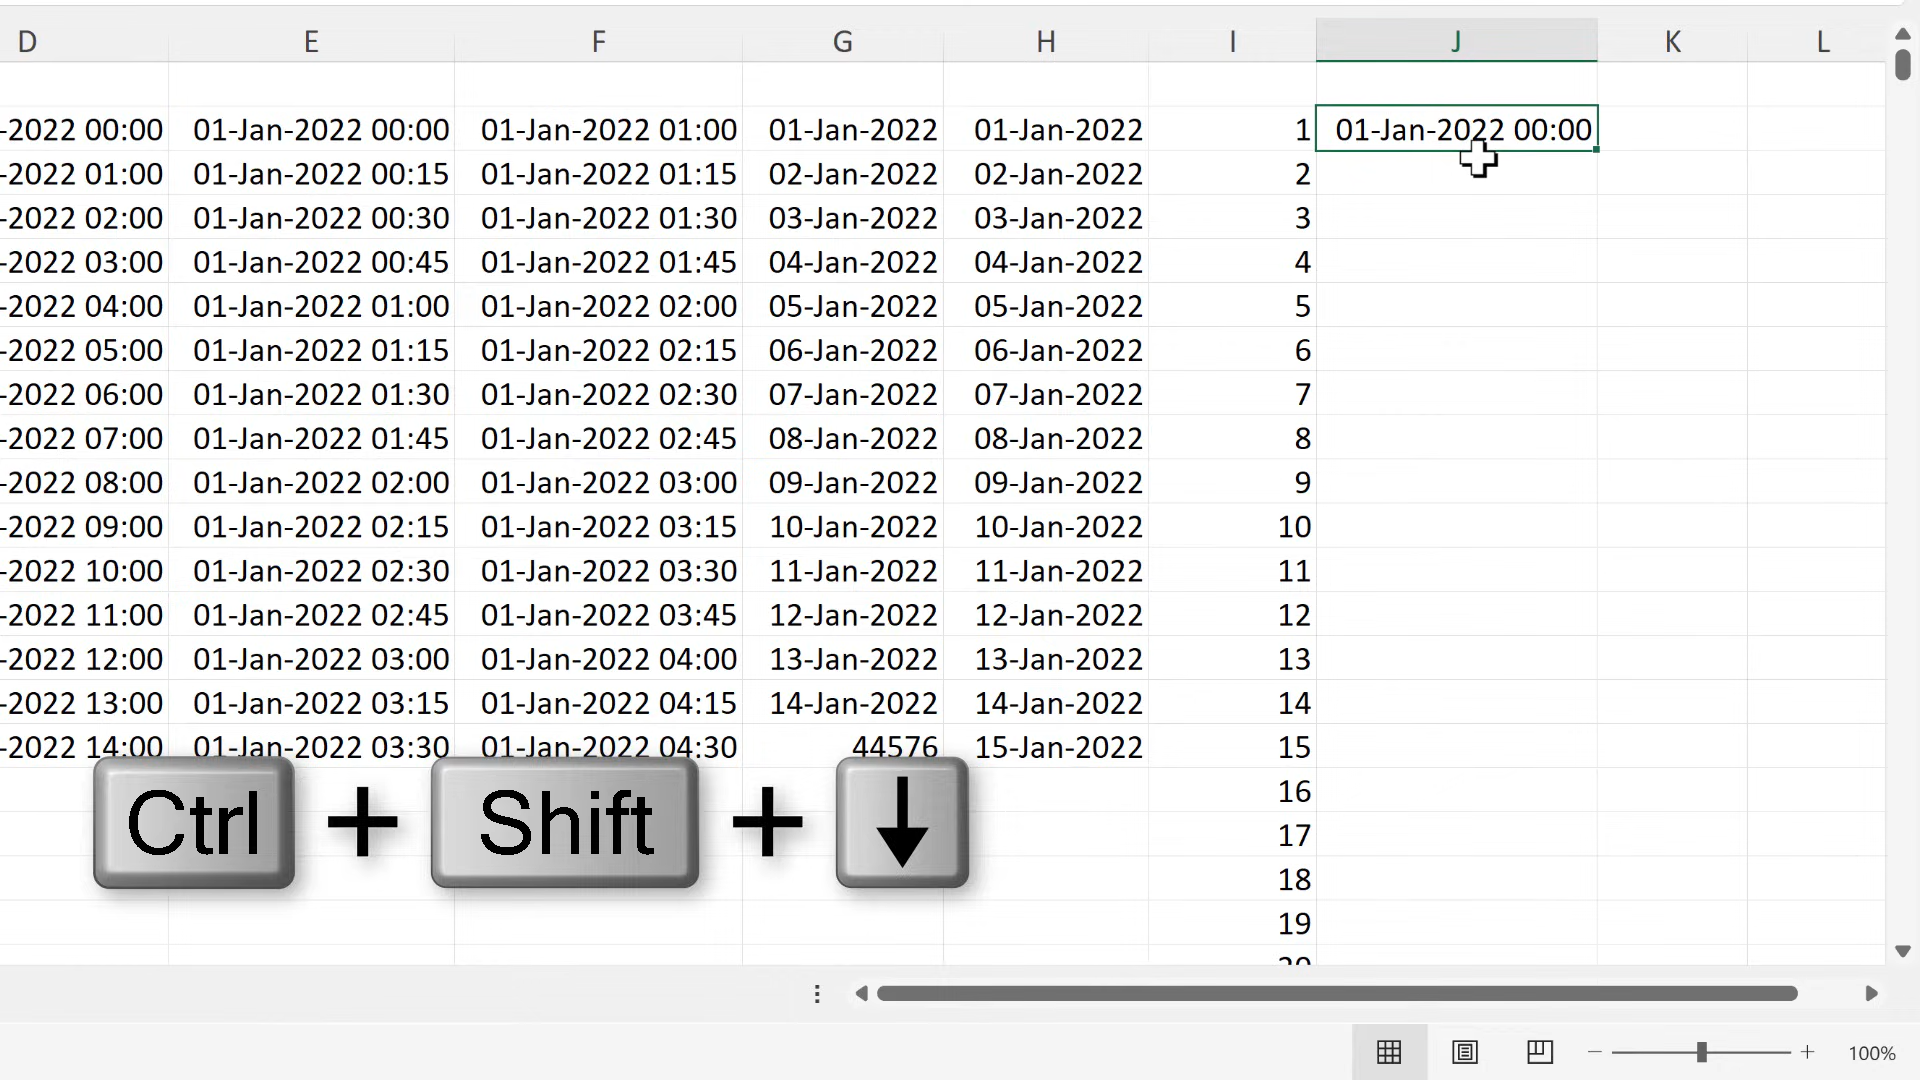 D E F G H I J K L
-2022 00:00 01-Jan-2022 00:00 01-Jan-2022 01:00 01-Jan-2022 01-Jan-2022 1 01-Jan-2022 00:00
-2022 01:00 01-Jan-2022 00:15 01-Jan-2022 01:15 02-Jan-2022 02-Jan-2022 2
-2022 02:00 01-Jan-2022 00:30 01-Jan-2022 01:30 03-Jan-2022 03-Jan-2022 3
-2022 03:00 01-Jan-2022 00:45 01-Jan-2022 01:45 04-Jan-2022 04-Jan-2022 4
-2022 04:00 01-Jan-2022 01:00 01-Jan-2022 02:00 05-Jan-2022 05-Jan-2022 5
-2022 05:00 01-Jan-2022 01:15 01-Jan-2022 02:15 06-Jan-2022 06-Jan-2022 6
-2022 06:00 01-Jan-2022 01:30 01-Jan-2022 02:30 07-Jan-2022 07-Jan-2022 7
-2022 07:00 01-Jan-2022 01:45 01-Jan-2022 02:45 08-Jan-2022 08-Jan-2022 8
-2022 08:00 01-Jan-2022 02:00 01-Jan-2022 03:00 09-Jan-2022 09-Jan-2022 9
-2022 09:00 01-Jan-2022 02:15 01-Jan-2022 03:15 10-Jan-2022 10-Jan-2022 10
-2022 10:00 01-Jan-2022 02:30 01-Jan-2022 03:30 11-Jan-2022 11-Jan-2022 11
-2022 11:00 01-Jan-2022 02:45 01-Jan-2022 03:45 12-Jan-2022 12-Jan-2022 12
-2022 12:00 01-Jan-2022 03:00 01-Jan-2022 04:00 13-Jan-2022 13-Jan-2022 13
-2022 13:00 01-Jan-2022 03:15 01-Jan-2022 04:15 14-Jan-2022 14-Jan-2022 14
-2022 14:00 01-Jan-2022 03:30 01-Jan-2022 04:30 44576 15-Jan-2022 15
16
Ctrl + Shift + ↓
17
18
19
20
100%